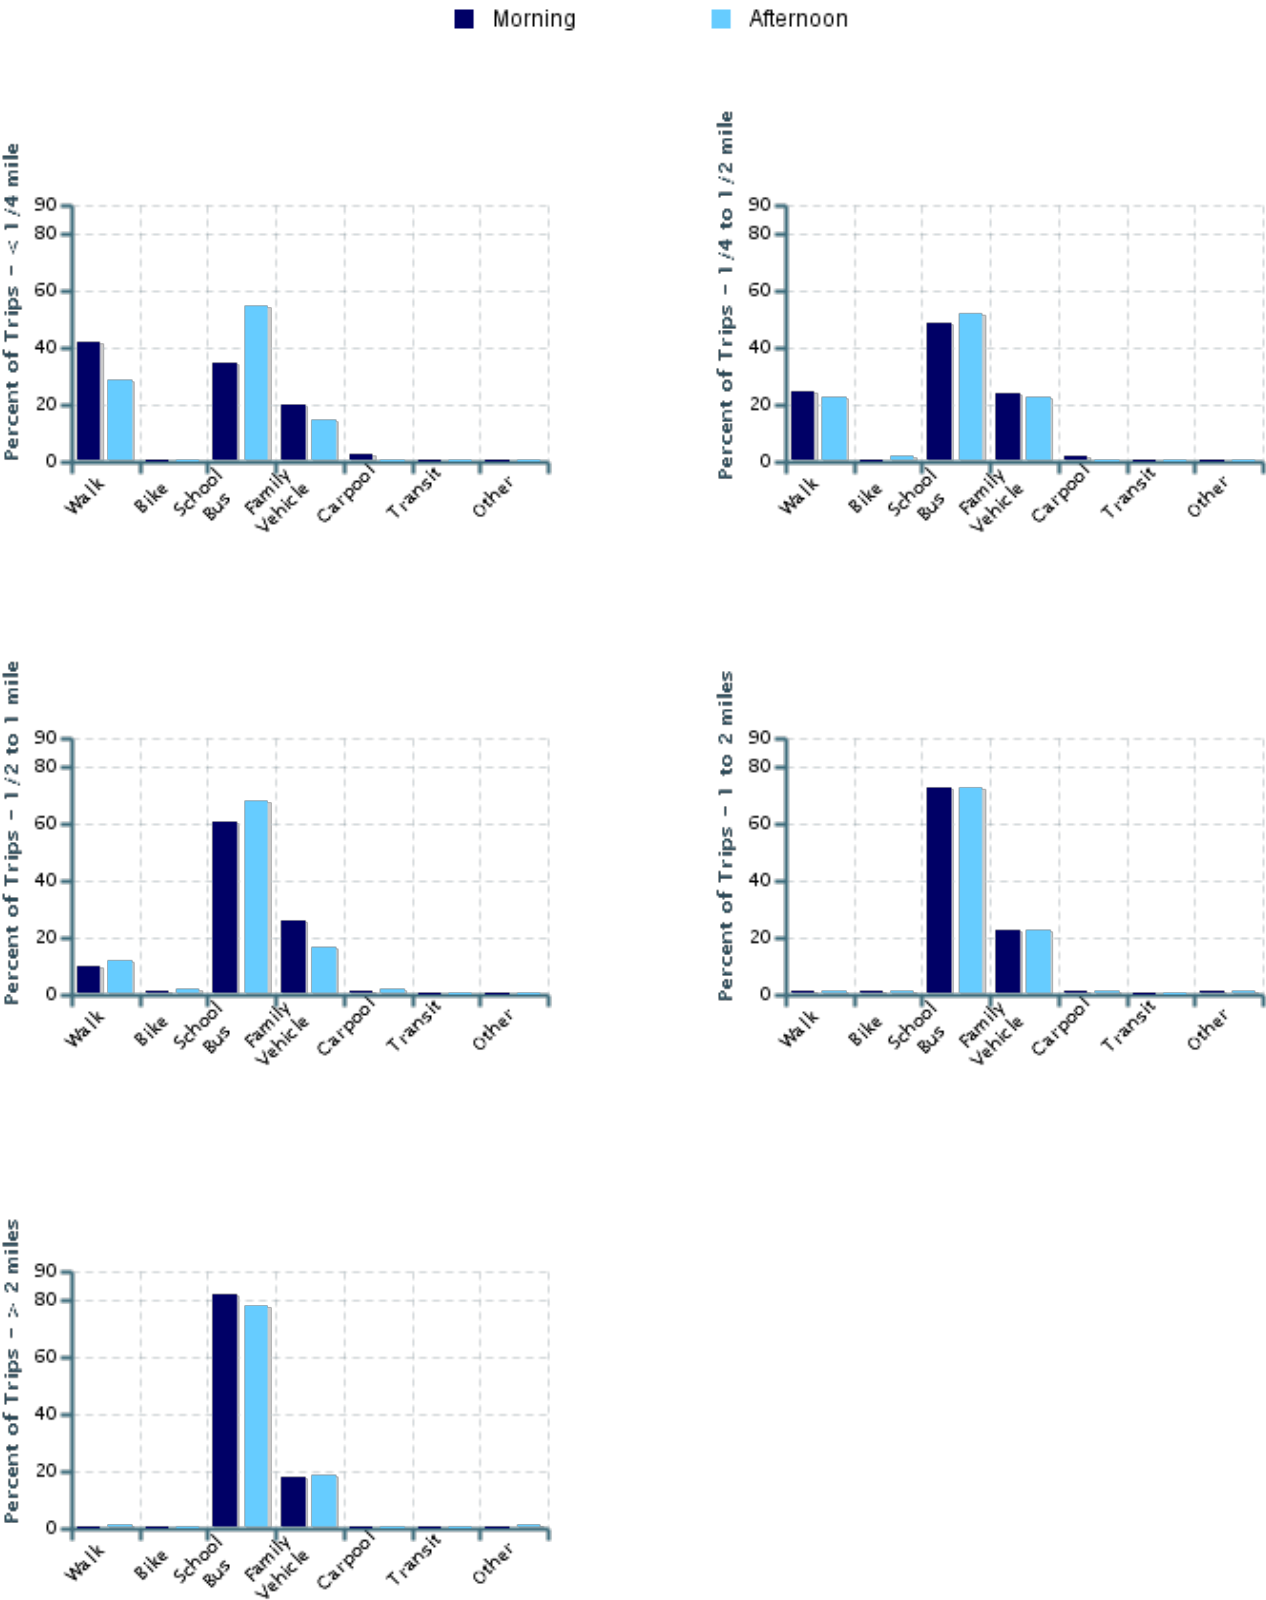 Morning
Afternoon
Percent of Trips - < 1/4 mile
90
80
60
40
20
0
Walk
Bike
School
Bus
Family
Vehicle
Carpool
Transit
Other
Percent of Trips - 1/4 to 1/2 mile
90
80
60
40
20
0
Walk
Bike
School
Bus
Family
Vehicle
Carpool
Transit
Other
Percent of Trips - 1/2 to 1 mile
90
80
60
40
20
0
Walk
Bike
School
Bus
Family
Vehicle
Carpool
Transit
Other
Percent of Trips - 1 to 2 miles
90
80
60
40
20
0
Walk
Bike
School
Bus
Family
Vehicle
Carpool
Transit
Other
Percent of Trips - > 2 miles
90
80
60
40
20
0
Walk
Bike
School
Bus
Family
Vehicle
Carpool
Transit
Other